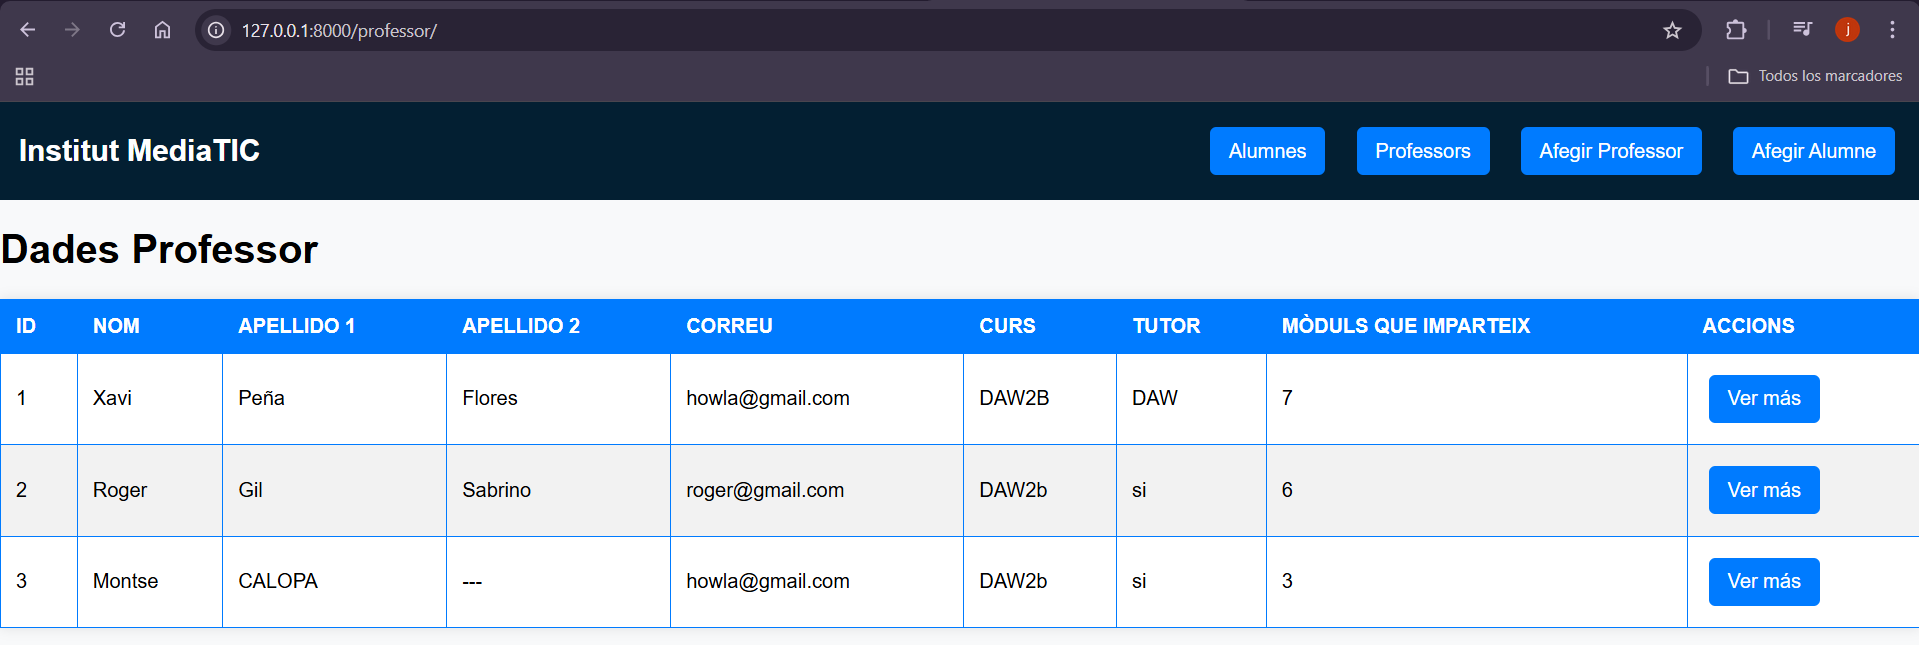 127.0.0.1:8000/professor/
j
Todos los marcadores
Institut MediaTIC
Alumnes Professors Afegir Professor Afegir Alumne
Dades Professor
ID NOM APELLIDO 1 APELLIDO 2 CORREU CURS TUTOR MÒDULS QUE IMPARTEIX ACCIONS
1 Xavi Peña Flores howla@gmail.com DAW2B DAW 7 Ver más
2 Roger Gil Sabrino roger@gmail.com DAW2b si 6 Ver más
3 Montse CALOPA --- howla@gmail.com DAW2b si 3 Ver más